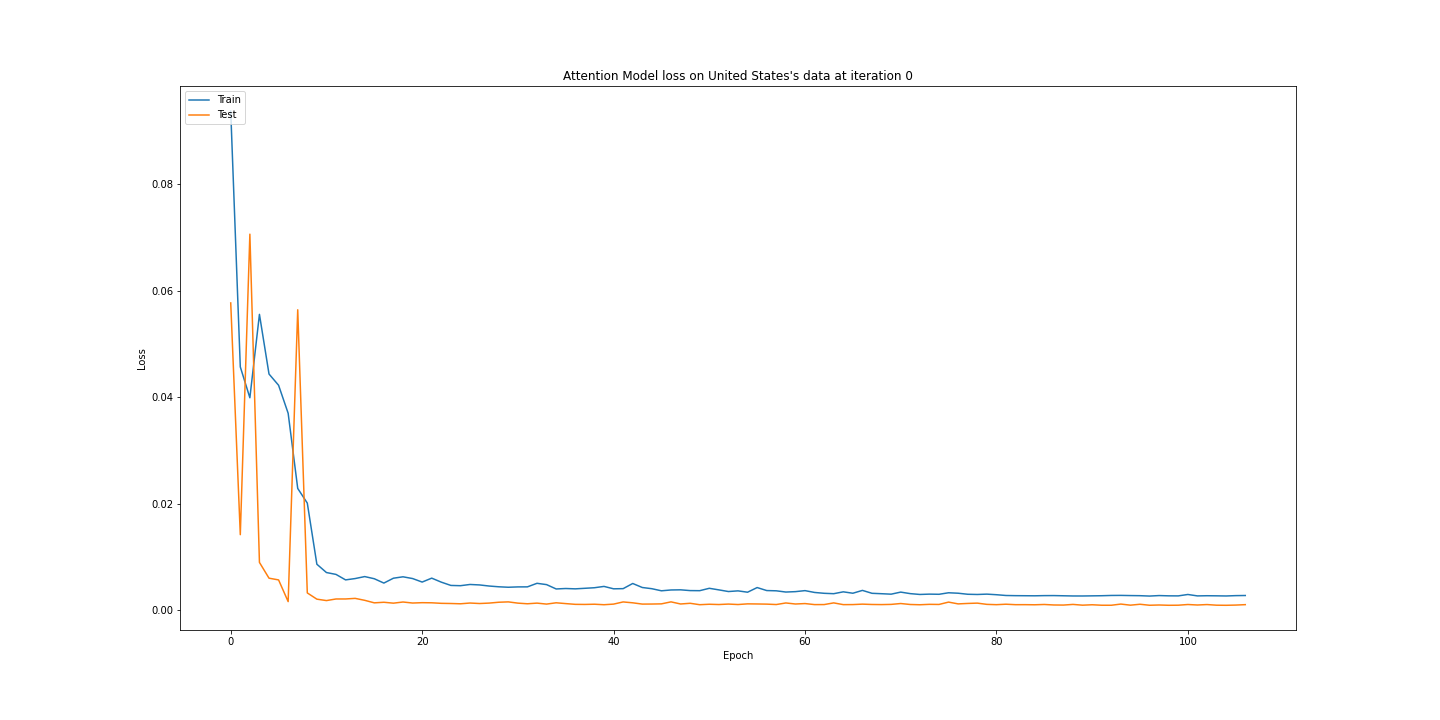 Attention Model loss on United States's data at iteration 0
Train
Test
0.08
0.06
0.04
0.02
0.00
Loss
0 20 40 60 80 100
Epoch